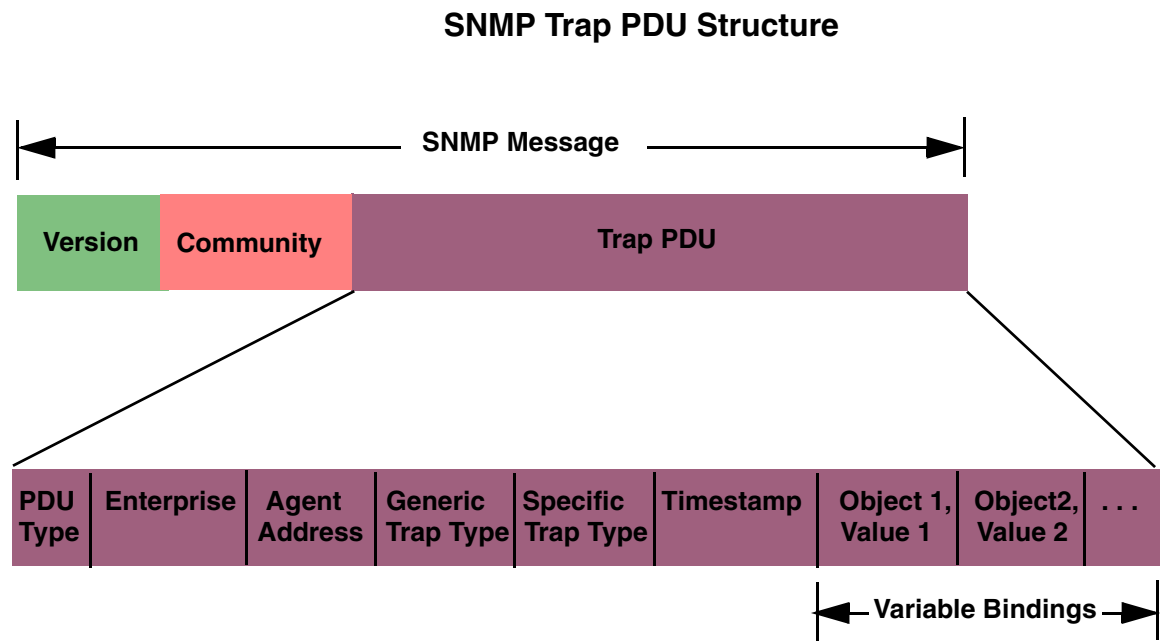 SNMP Trap PDU Structure
SNMP Message
Version
Community
Trap PDU
PDU
Type
Enterprise
Agent
Address
Generic
Trap Type
Specific
Trap Type
Timestamp
Object 1,
Value 1
Object2,
Value 2
. . .
Variable Bindings